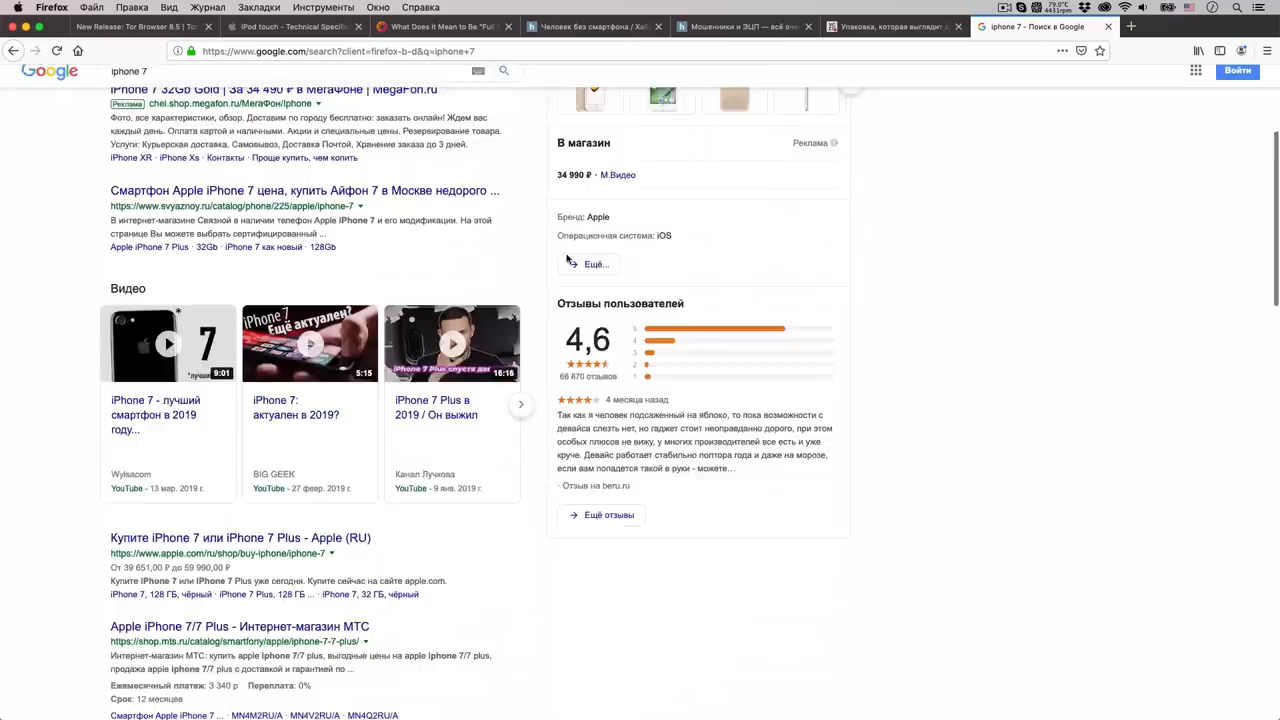 Firefox Файл Правка Вид Журнал Закладки Инструменты Окно Справка
79.0°C
443rpm
New Release: Tor Browser 8.5 | To
iPod touch - Technical Specific
What Does it Mean to Be "Full
Человек без смартфона / Хаб
Мошенники и ЭЦП — всё оче
Упаковка, которая выглядит д
iphone 7 - Поиск в Google
https://www.google.com/search?client=firefox-b-d&q=iphone+7
Google
iphone 7
Войти
iPhone 7 32Gb Gold | За 34 490 ₽ в МегаФоне | MegaFon.ru
Реклама chel.shop.megafon.ru/МегаФон/Iphone
Фото, все характеристики, обзор. Доставим по городу бесплатно: заказать онлайн! Ждем вас
каждый день. Оплата картой и наличными. Акции и специальные цены. Резервирование товара.
Услуги: Курьерская доставка, Самовывоз, Доставка Почтой, Хранение заказа до 3 дней.
iPhone XR · iPhone Xs · Контакты · Проще купить, чем копить
Смартфон Apple iPhone 7 цена, купить Айфон 7 в Москве недорого ...
https://www.svyaznoy.ru/catalog/phone/225/apple/iphone-7
В интернет-магазине Связной в наличии телефон Apple iPhone 7 и его модификации. На этой
странице Вы можете выбрать сертифицированный ...
Apple iPhone 7 Plus · 32Gb · iPhone 7 как новый · 128Gb
Видео
7
*
9:01
iPhone 7
Ещё актуален?
5:15
iPhone 7 Plus спустя два
16:16
iPhone 7 - лучший
смартфон в 2019
году...
Wylsacom
YouTube - 13 мар. 2019 г.
iPhone 7:
актуален в 2019?
BIG GEEK
YouTube - 27 февр. 2019 г.
iPhone 7 Plus в
2019 / Он выжил
Канал Лучкова
YouTube - 9 янв. 2019 г.
Купите iPhone 7 или iPhone 7 Plus - Apple (RU)
https://www.apple.com/ru/shop/buy-iphone/iphone-7
От 39 651,00 ₽ до 59 990,00 ₽
Купите iPhone 7 или iPhone 7 Plus уже сегодня. Купите сейчас на сайте apple.com.
iPhone 7, 128 ГБ, чёрный · iPhone 7 Plus, 128 ГБ ... · iPhone 7, 32 ГБ, чёрный
Apple iPhone 7/7 Plus - Интернет-магазин МТС
https://shop.mts.ru/catalog/smartfony/apple/iphone-7-7-plus/
Интернет-магазин МТС: купить apple iphone 7/7 plus, выгодные цены на apple iphone 7/7 plus,
продажа apple iphone 7/7 plus с доставкой и гарантией по ...
Ежемесячный платеж: 3 340 р Переплата: 0%
Срок: 12 месяцев
Смартфон Apple iPhone 7 ... · MN4M2RU/A · MN4V2RU/A · MN4Q2RU/A
В магазин
Реклама
34 990 ₽ · М.Видео
Бренд: Apple
Операционная система: iOS
Ещё...
Отзывы пользователей
4,6
66 870 отзывов
5
4
3
2
1
4 месяца назад
Так как я человек подсаженный на яблоко, то пока возможности с
девайса слезть нет, но гаджет стоит неоправданно дорого, при этом
особых плюсов не вижу, у многих производителей все есть и уже
круче. Девайс работает стабильно полтора года и даже на морозе,
если вам попадется такой в руки - можете…
· Отзыв на beru.ru
Ещё отзывы